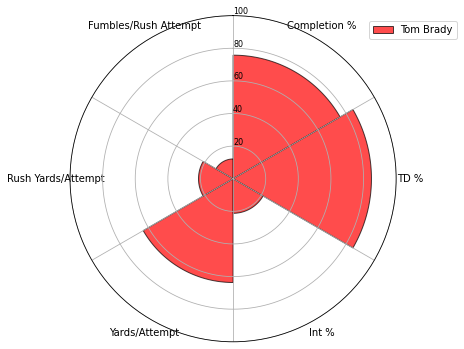 100
Fumbles/Rush Attempt
Completion %
Tom Brady
80
60
40
20
Rush Yards/Attempt
TD %
Yards/Attempt
Int %